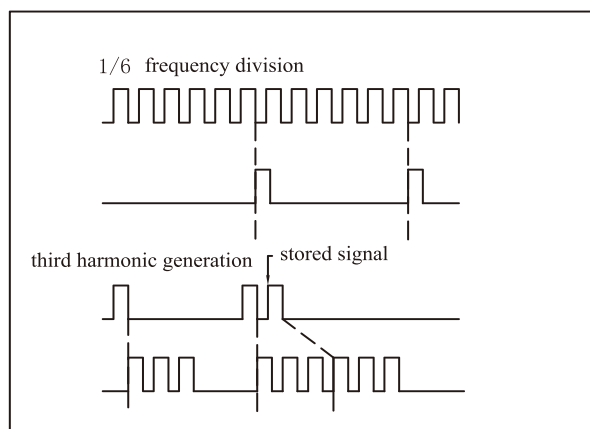 1/6 frequency division
third harmonic generation
stored signal